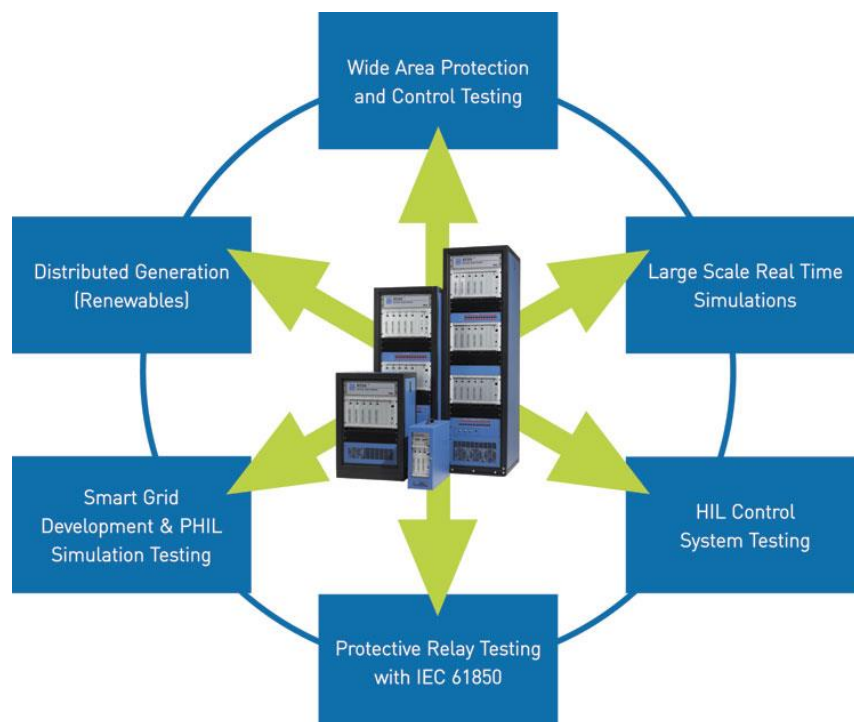 Wide Area Protection
and Control Testing
Distributed Generation
(Renewables)
Large Scale Real Time
Simulations
Smart Grid
Development & PHIL
Simulation Testing
HIL Control
System Testing
Protective Relay Testing
with IEC 61850